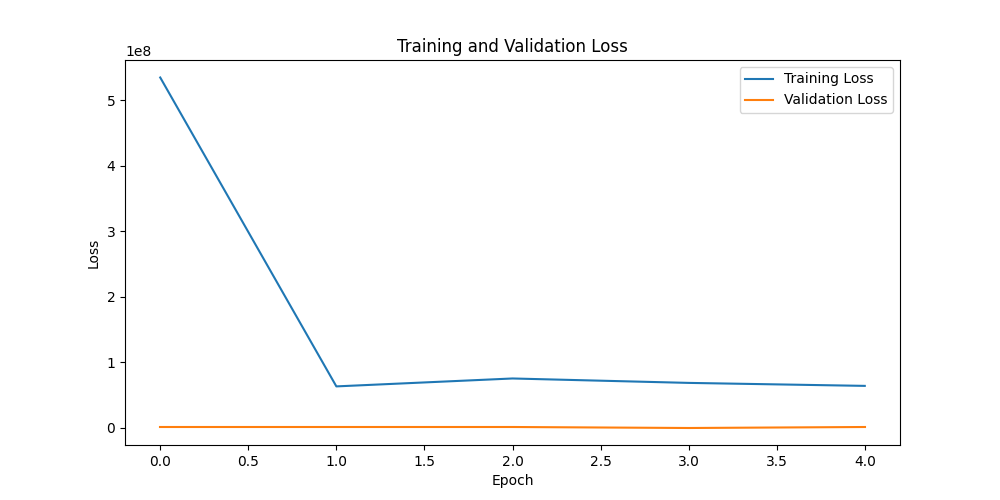 Training and Validation Loss
1e8
Training Loss
Validation Loss
5
4
3
2
1
0
Loss
0.0 0.5 1.0 1.5 2.0 2.5 3.0 3.5 4.0
Epoch